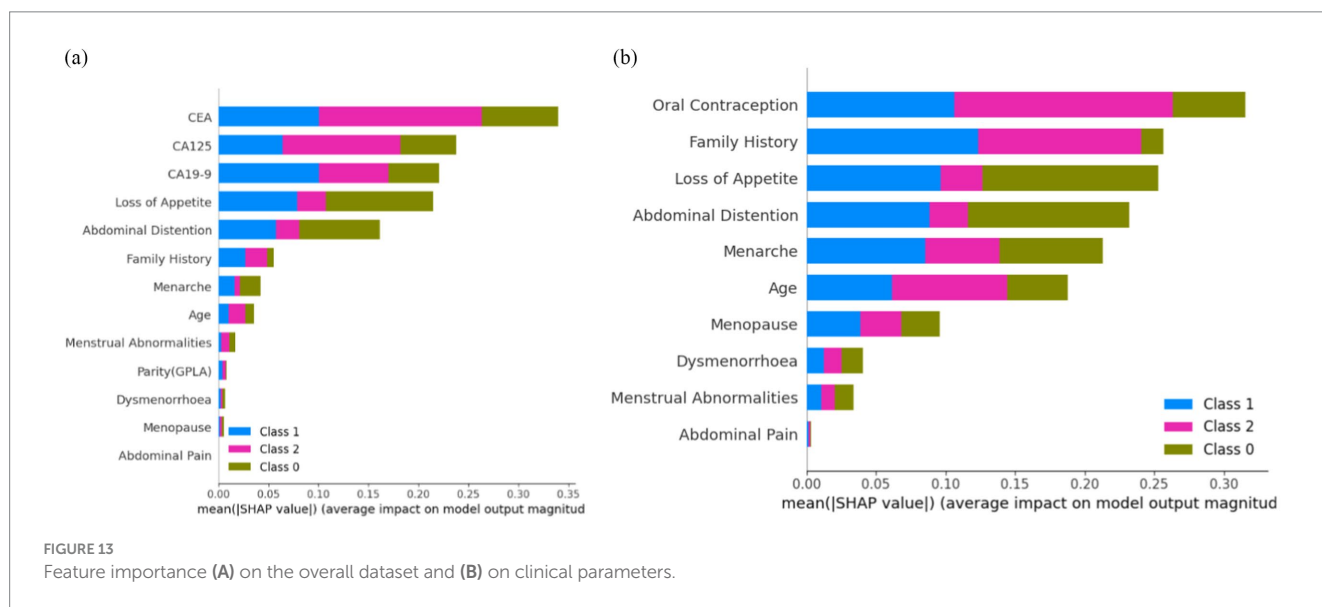 (a)
CEA
CA125
CA19-9
Loss of Appetite
Abdominal Distention
Family History
Menarche
Age
Menstrual Abnormalities
Parity(GPLA)
Dysmenorrhoea
Menopause
Abdominal Pain
Class 1
Class 2
Class 0
0.00 0.05 0.10 0.15 0.20 0.25 0.30 0.35
mean(|SHAP value|) (average impact on model output magnitud
(b)
Oral Contraception
Family History
Loss of Appetite
Abdominal Distention
Menarche
Age
Menopause
Dysmenorrhoea
Menstrual Abnormalities
Abdominal Pain
Class 1
Class 2
Class 0
0.00 0.05 0.10 0.15 0.20 0.25 0.30
mean(|SHAP value|) (average impact on model output magnitud
FIGURE 13
Feature importance (A) on the overall dataset and (B) on clinical parameters.